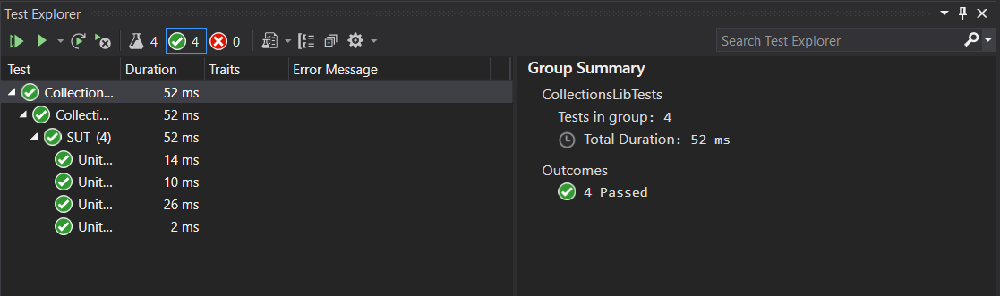 Test Explorer
4 4 0
Search Test Explorer
Test Duration Traits Error Message
Collection... 52 ms
Collecti... 52 ms
SUT (4) 52 ms
Unit... 14 ms
Unit... 10 ms
Unit... 26 ms
Unit... 2 ms
Group Summary
CollectionsLibTests
Tests in group: 4
Total Duration: 52 ms
Outcomes
4 Passed